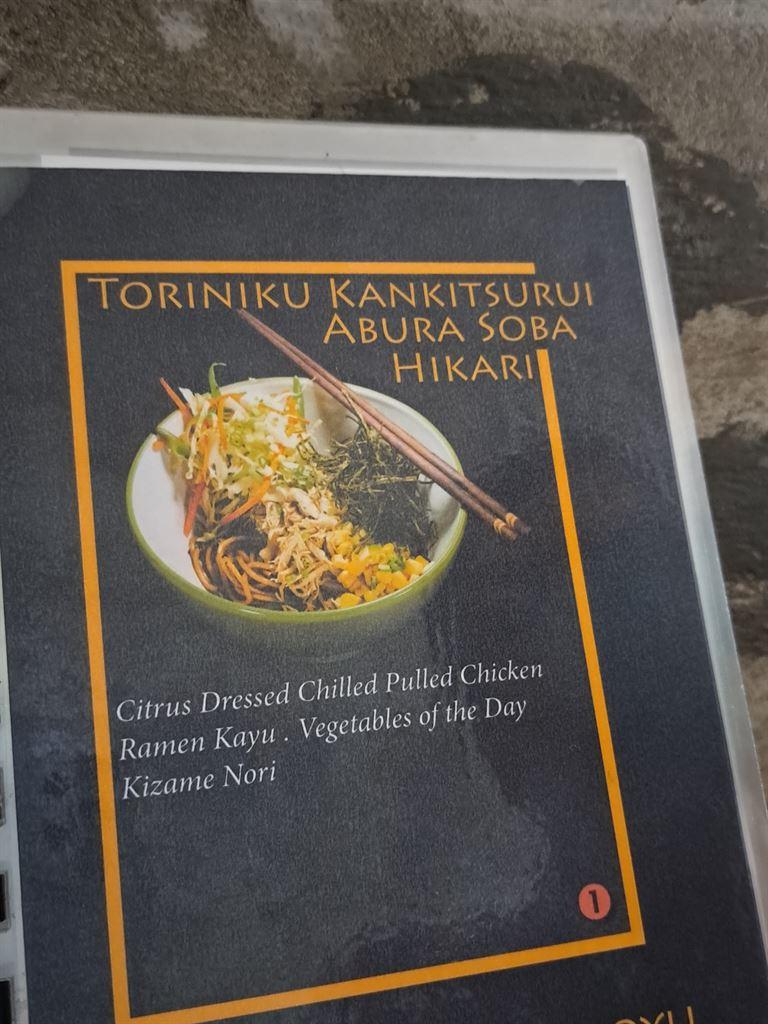 TORINIKU KANKITSURUI
ABURA SOBA
HIKARI
Citrus Dressed Chilled Pulled Chicken
Ramen Kayu . Vegetables of the Day
Kizame Nori
1